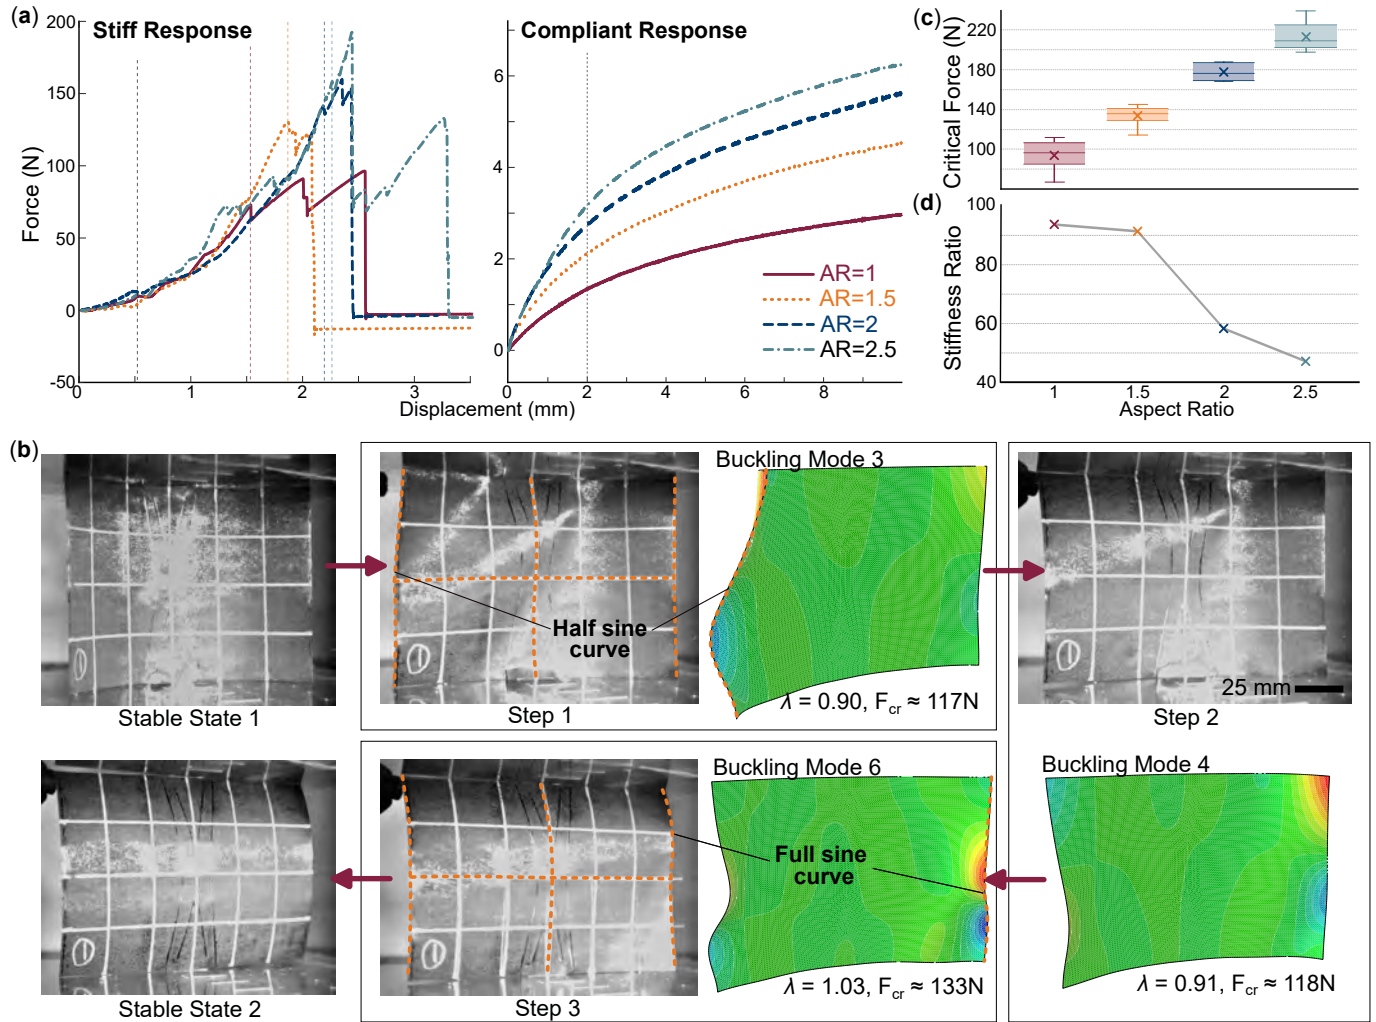 (a)
Stiff Response
Compliant Response
Force (N)
200
150
100
50
0
-50
0
1
2
3
6
4
2
0
0
2
4
6
8
Displacement (mm)
AR=1
AR=1.5
AR=2
AR=2.5
(c)
Critical Force (N)
220
180
140
100
(d)
Stiffness Ratio
100
80
60
40
1
1.5
2
2.5
Aspect Ratio
(b)
Stable State 1
Half sine
curve
Step 1
Buckling Mode 3
λ = 0.90, Fcr ≈ 117N
25 mm
Step 2
Buckling Mode 4
λ = 0.91, Fcr ≈ 118N
Buckling Mode 6
Full sine
curve
λ = 1.03, Fcr ≈ 133N
Step 3
Stable State 2